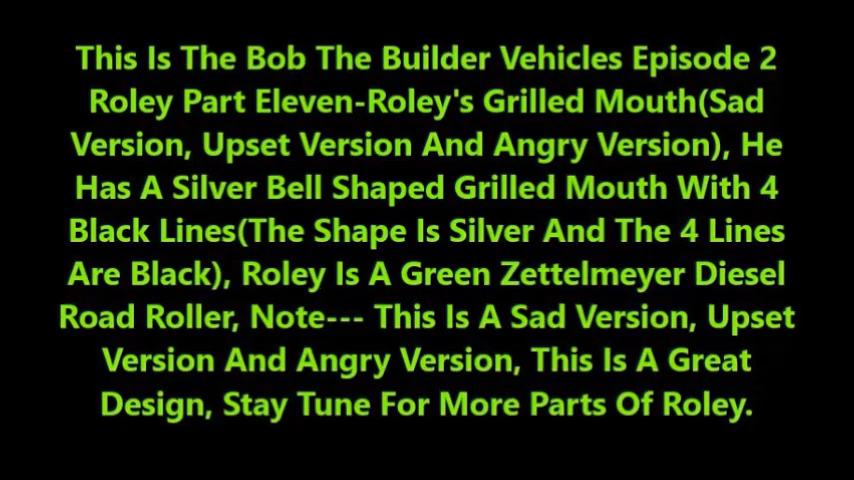 This Is The Bob The Builder Vehicles Episode 2
Roley Part Eleven-Roley's Grilled Mouth(Sad
Version, Upset Version And Angry Version), He
Has A Silver Bell Shaped Grilled Mouth With 4
Black Lines(The Shape Is Silver And The 4 Lines
Are Black), Roley Is A Green Zettelmeyer Diesel
Road Roller, Note--- This Is A Sad Version, Upset
Version And Angry Version, This Is A Great
Design, Stay Tune For More Parts Of Roley.